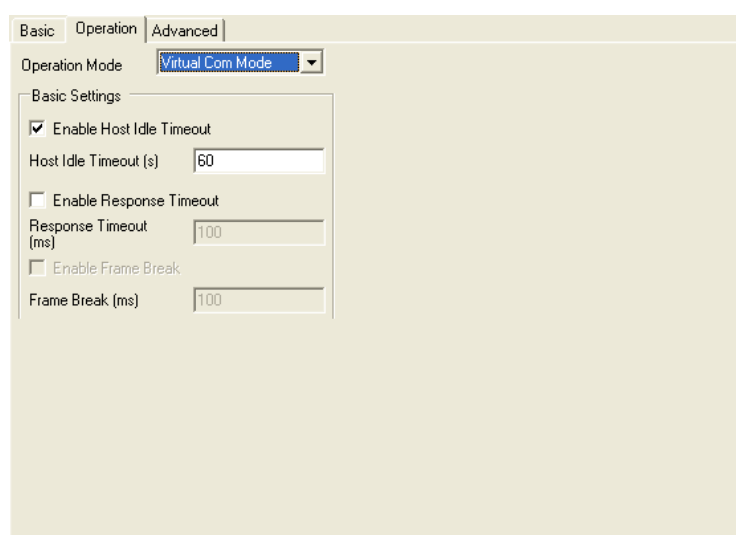 Basic Operation Advanced
Operation Mode Virtual Com Mode
Basic Settings
Enable Host Idle Timeout
Host Idle Timeout (s) 60
Enable Response Timeout
Response Timeout (ms) 100
Enable Frame Break
Frame Break (ms) 100